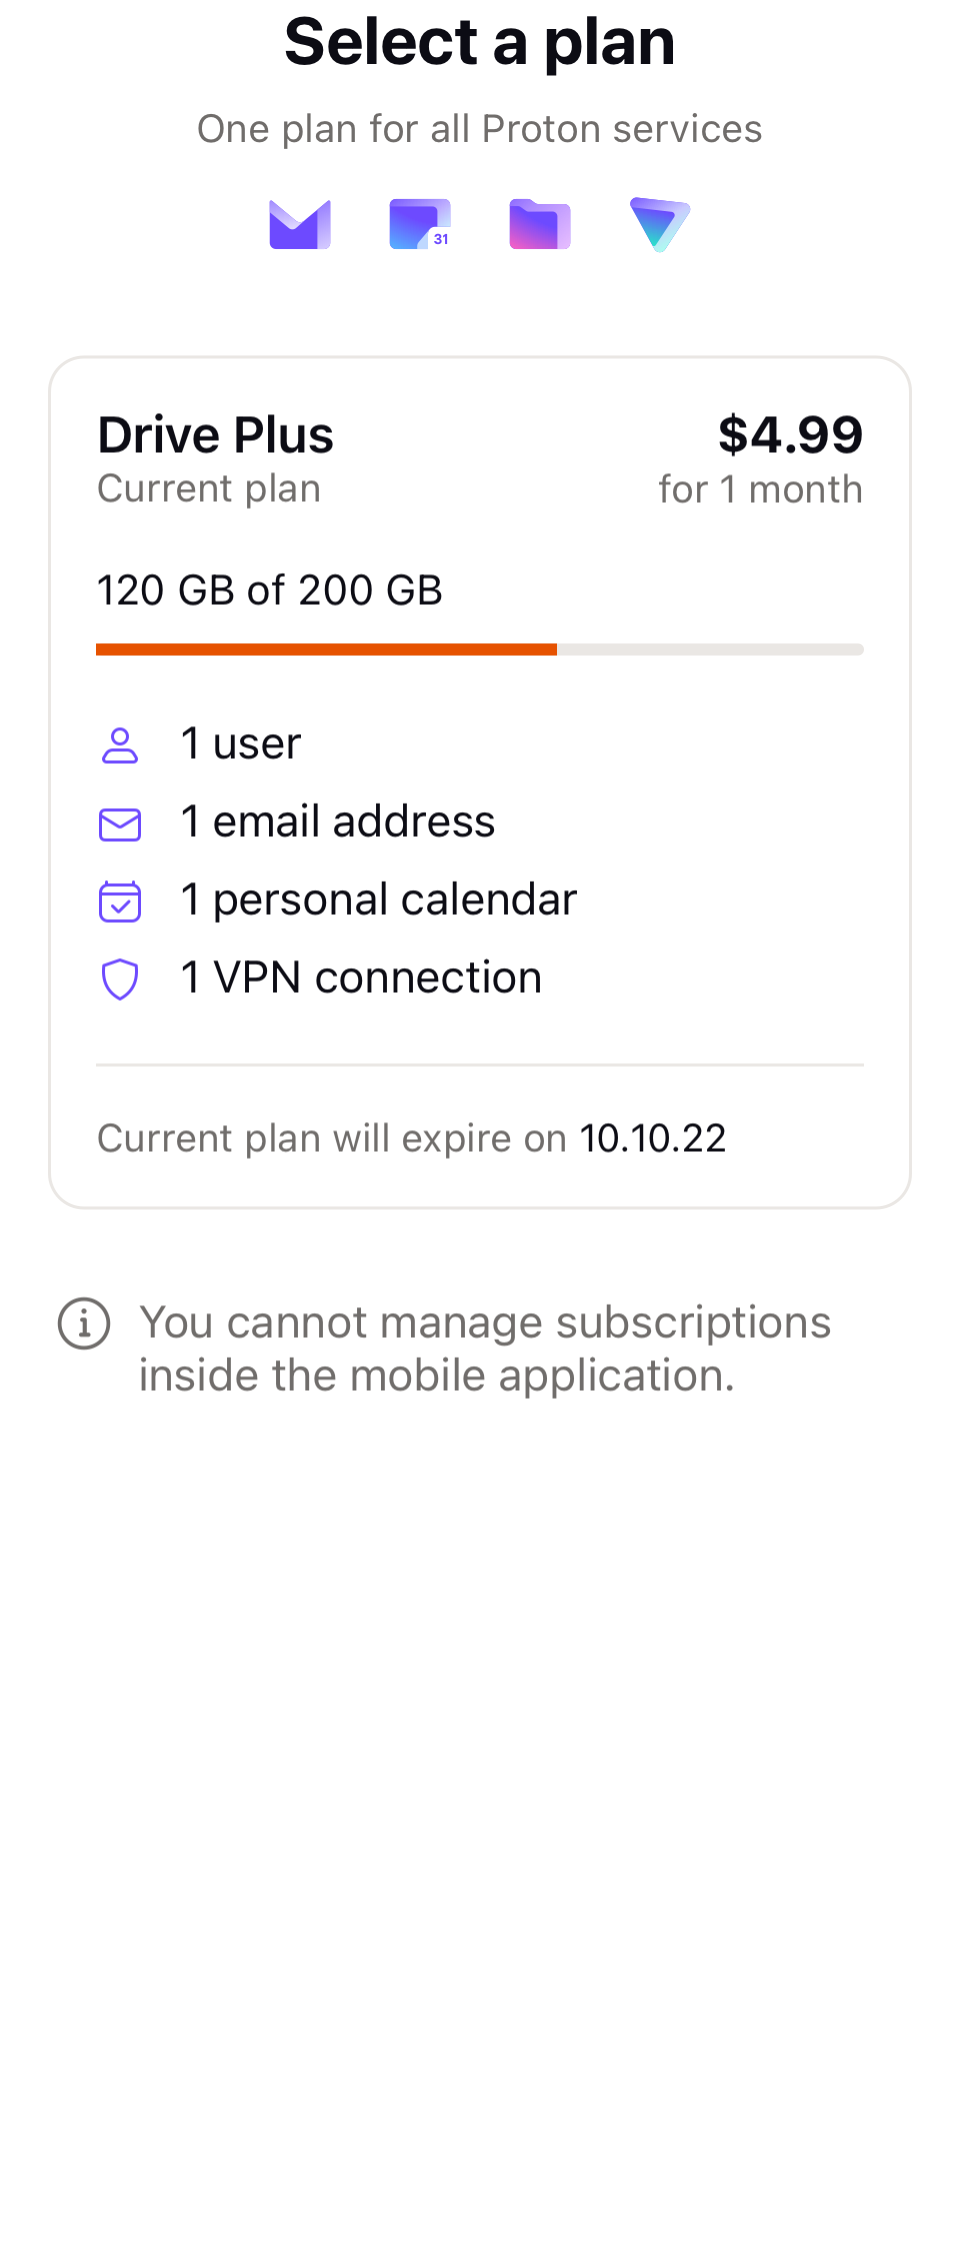 Select a plan
One plan for all Proton services
31
Drive Plus
$4.99
Current plan
for 1 month
120 GB of 200 GB
1 user
1 email address
1 personal calendar
1 VPN connection
Current plan will expire on 10.10.22
You cannot manage subscriptions
inside the mobile application.